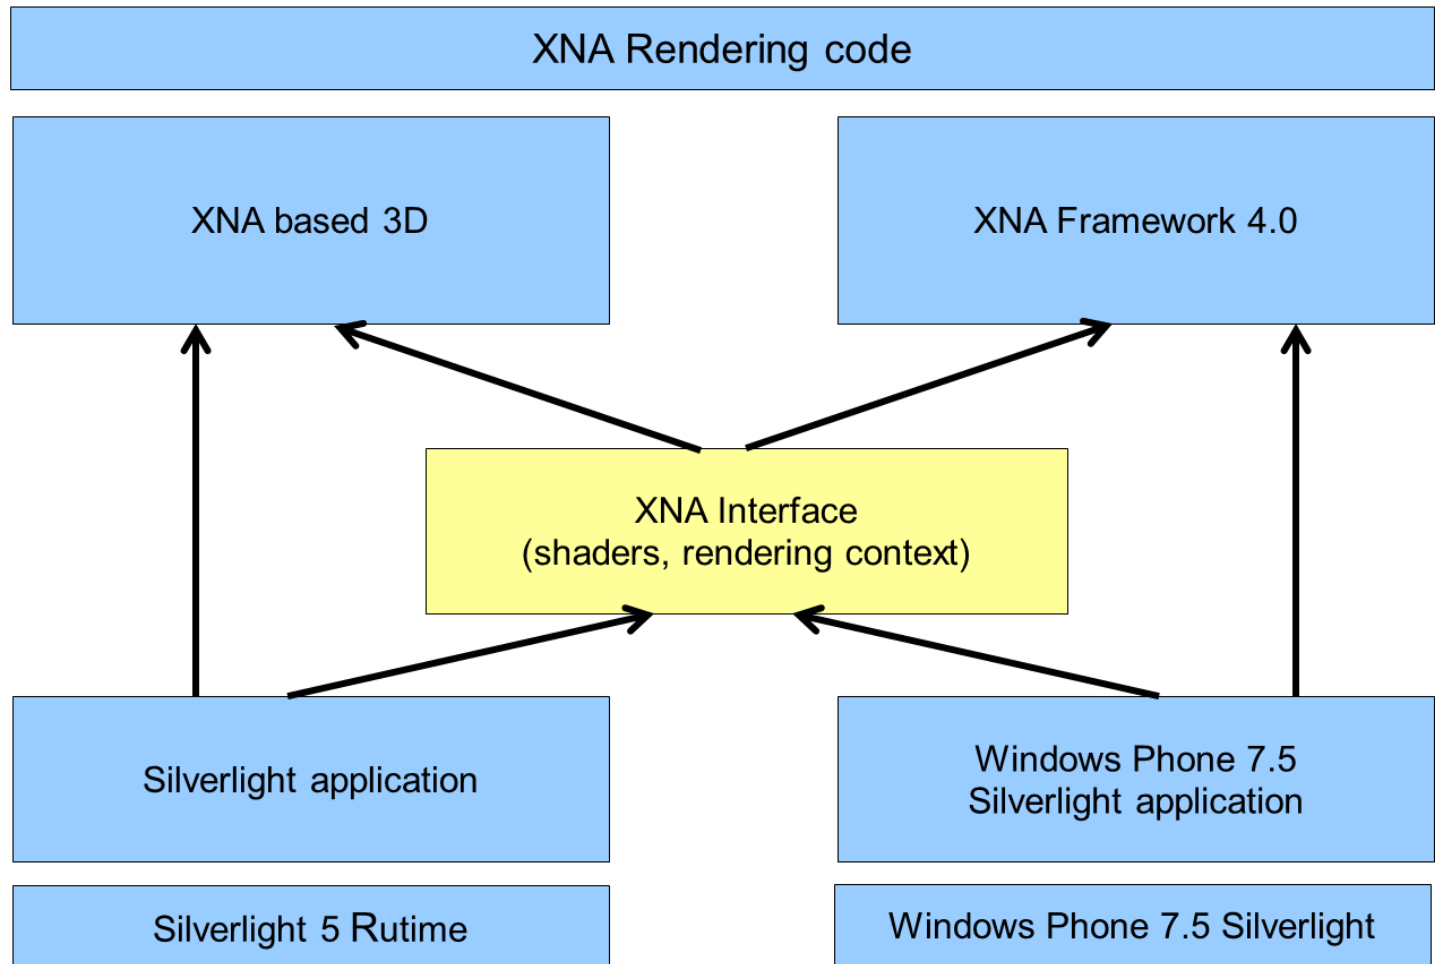 XNA Rendering code
XNA based 3D
XNA Framework 4.0
XNA Interface
(shaders, rendering context)
Silverlight application
Windows Phone 7.5
Silverlight application
Silverlight 5 Rutime
Windows Phone 7.5 Silverlight